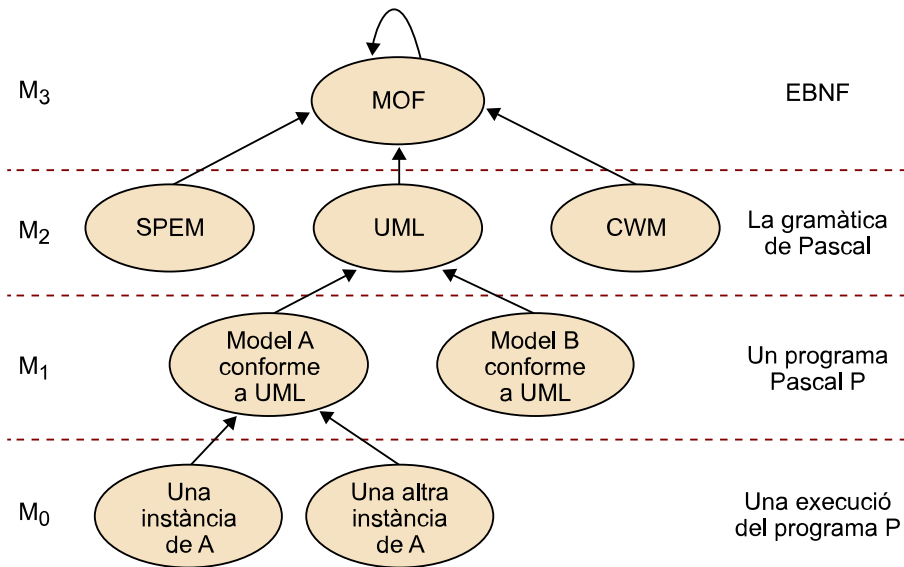 M3
MOF
EBNF
M2
SPEM
UML
CWM
La gramàtica
de Pascal
M1
Model A
conforme
a UML
Model B
conforme
a UML
Un programa
Pascal P
M0
Una
instància
de A
Una altra
instància
de A
Una execució
del programa P